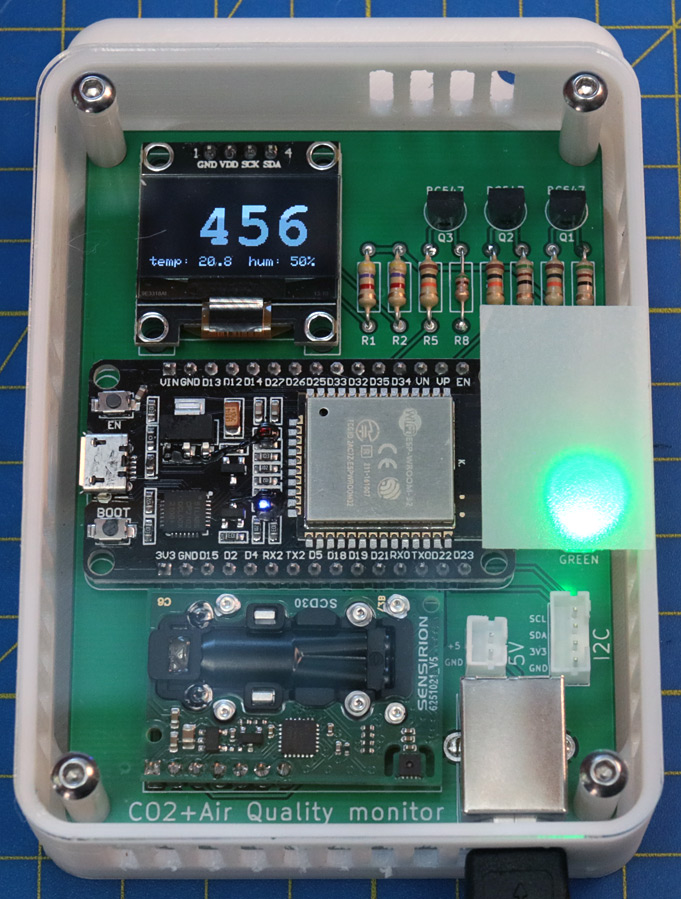 1 4
GND VDD SCK SDA
456
temp: 20.8 hum: 50%
Q3 Q2 Q1
R1 R2 R5 R8
VIN GND D13 D12 D14 D27 D26 D25 D33 D32 D35 D34 VN VP EN
EN
BOOT
CE
3V3 GND D15 D2 D4 RX2 TX2 D5 D18 D19 D21 RX0 TX0 D22 D23
GREEN
SCD30
SENSIRION
+5
GND
5V
SCL
SDA
3V3
GND
I2C
CO2+Air Quality monitor